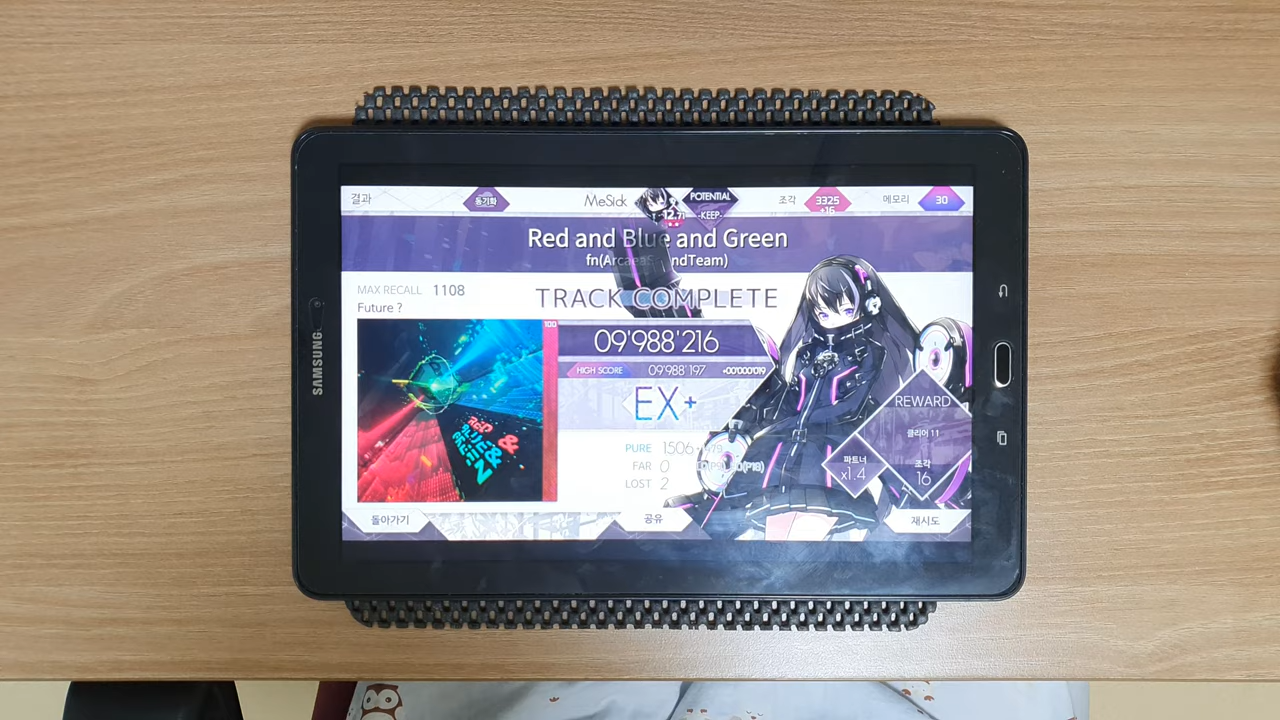 결과
동기화
MeSick
12.71
POTENTIAL
-KEEP-
조각
3325
+16
메모리
30
Red and Blue and Green
fn(ArcaeaSoundTeam)
MAX RECALL 1108
Future ?
TRACK COMPLETE
100
09'988'216
HIGH SCORE 09'988'197 +00'000'019
EX+
RED &
BLUE &
PURE 1506
FAR 0
LOST 2
REWARD
클리어 11
파트너
x1.4
조각
16
돌아가기
공유
재시도
SAMSUNG